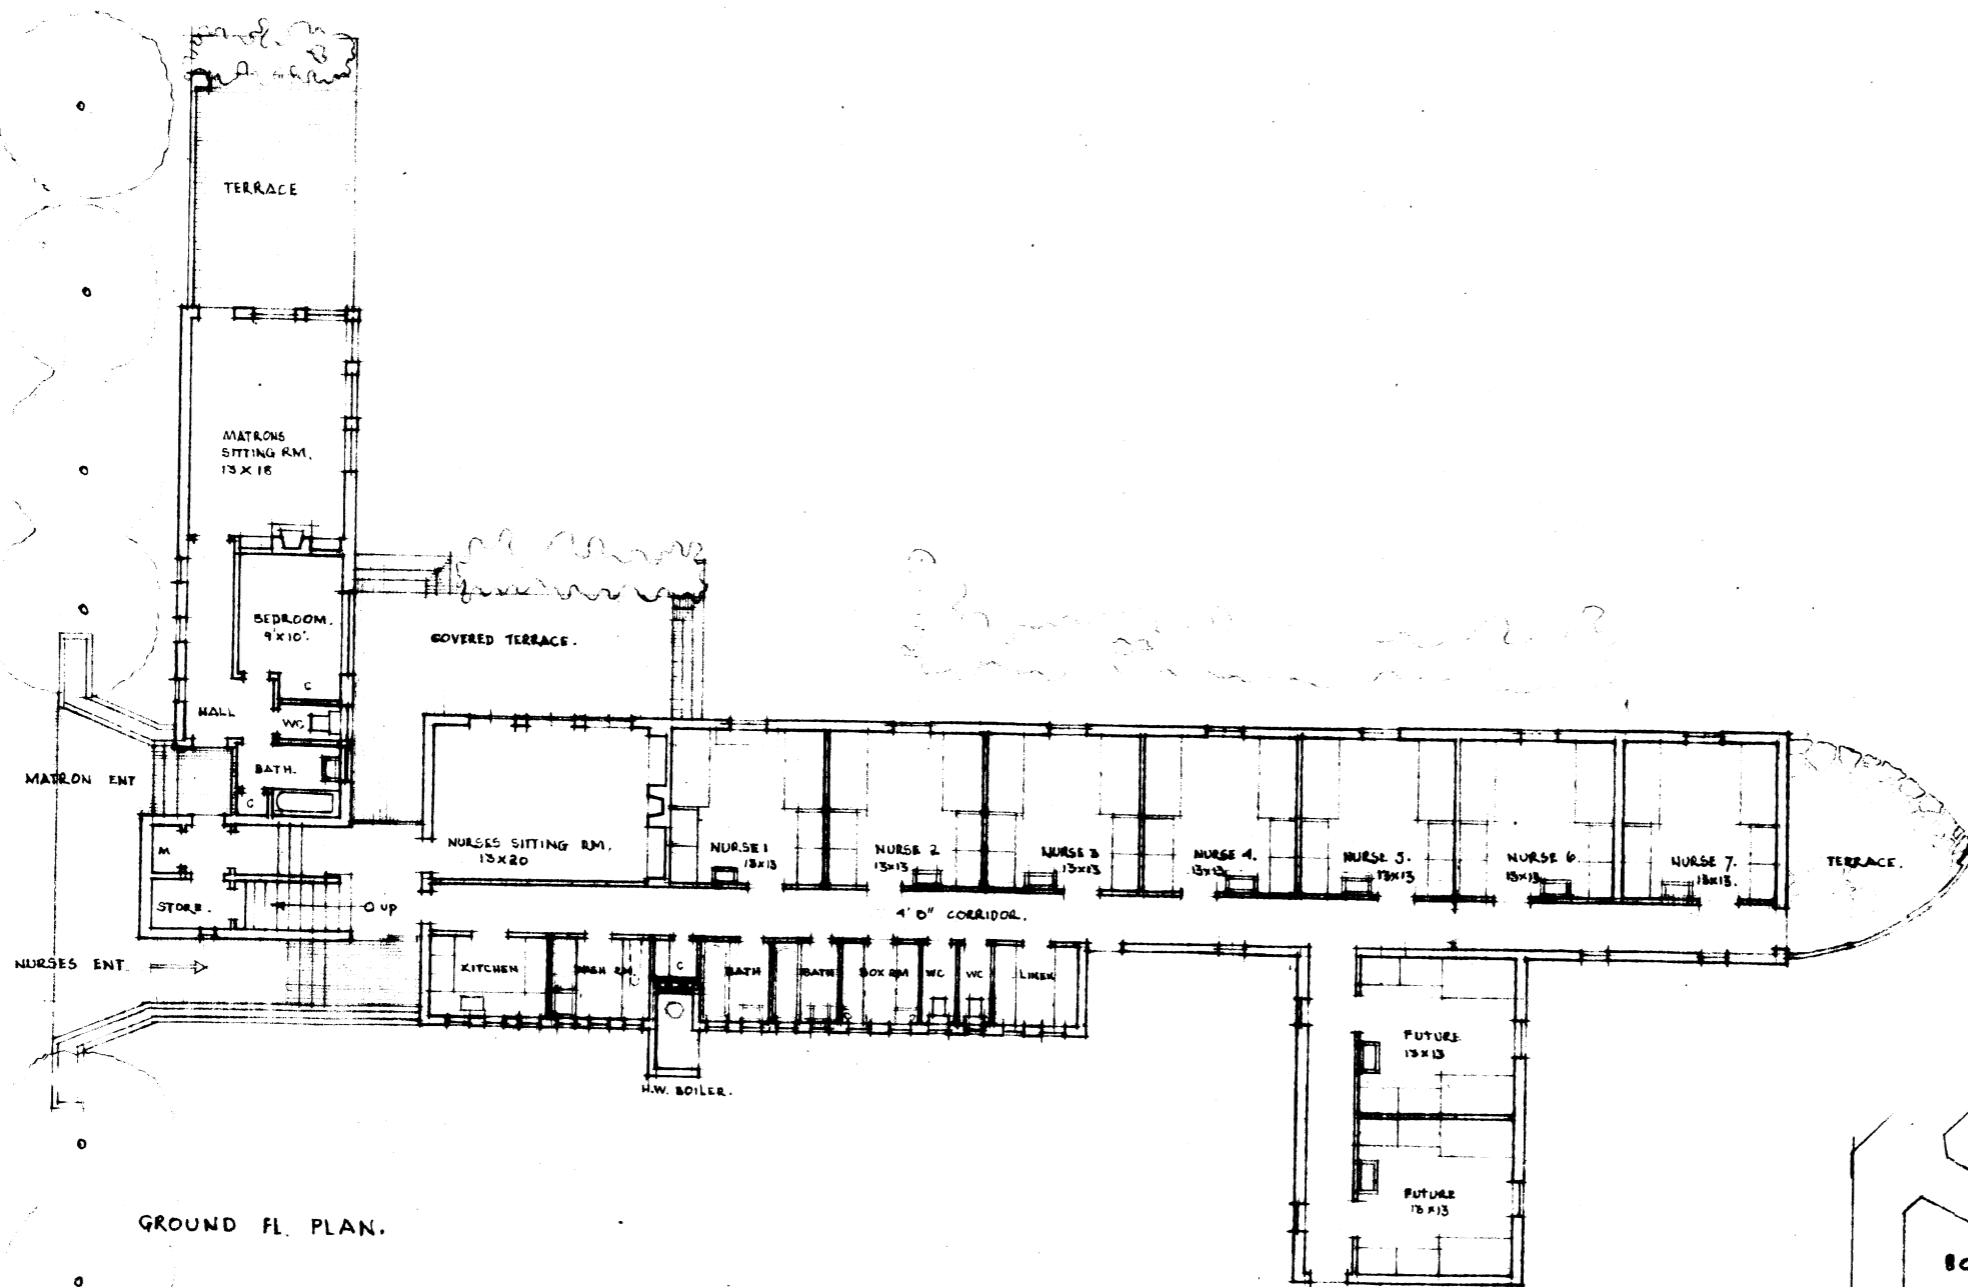 TERRACE
MATRONS
SITTING RM.
13 X 18
BEDROOM.
9'X10'.
C
COVERED TERRACE.
HALL
WC
MATRON ENT
BATH.
C
M
STORE.
UP
NURSES ENT.
NURSES SITTING RM.
13X20
NURSE 1
13X13
NURSE 2
13X13
NURSE 3
13X13
NURSE 4.
13X13
NURSE 5.
13X13
NURSE 6.
13X13
NURSE 7.
13X13.
TERRACE.
CORRIDOR.
KITCHEN
WASH RM.
C
BATH
BATH
BOX RM
WC
WC
LINEN
H.W. BOILER.
FUTURE
13X13
FUTURE
13X13
GROUND FL. PLAN.